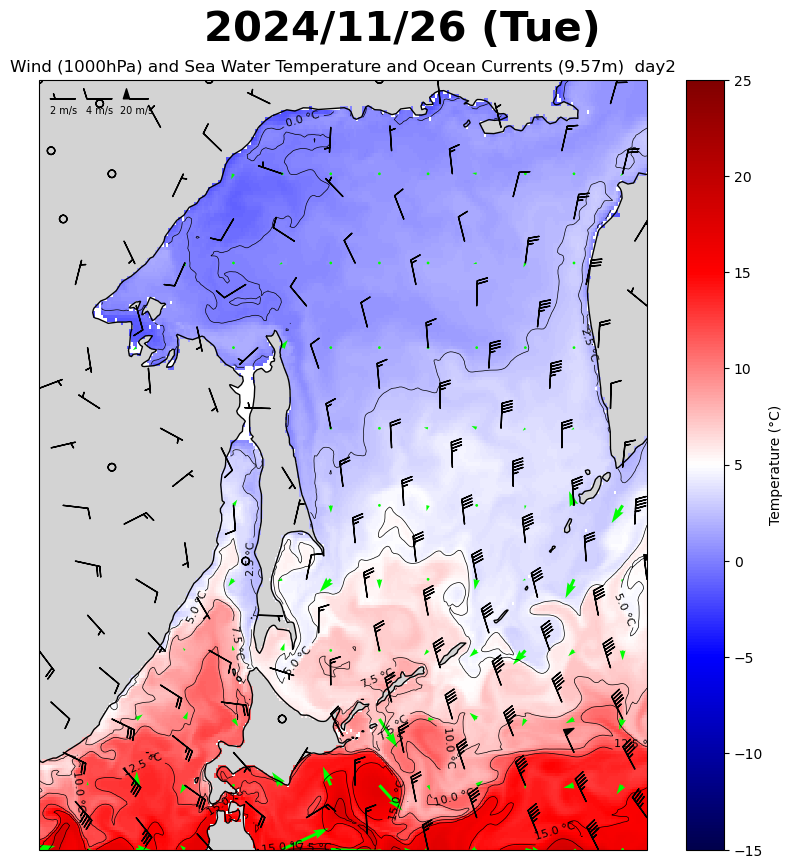 2024/11/26 (Tue)
Wind (1000hPa) and Sea Water Temperature and Ocean Currents (9.57m)  day2
2 m/s 4 m/s 20 m/s
0.0 °C
2.5 °C
2.5 °C
5.0 °C
7.5 °C
5.0 °C
5.0 °C
7.5 °C
10.0 °C
12.5 °C
10.0 °C
15.0 °C
15.0 °C
25
20
15
10
5
0
−5
−10
−15
Temperature (°C)